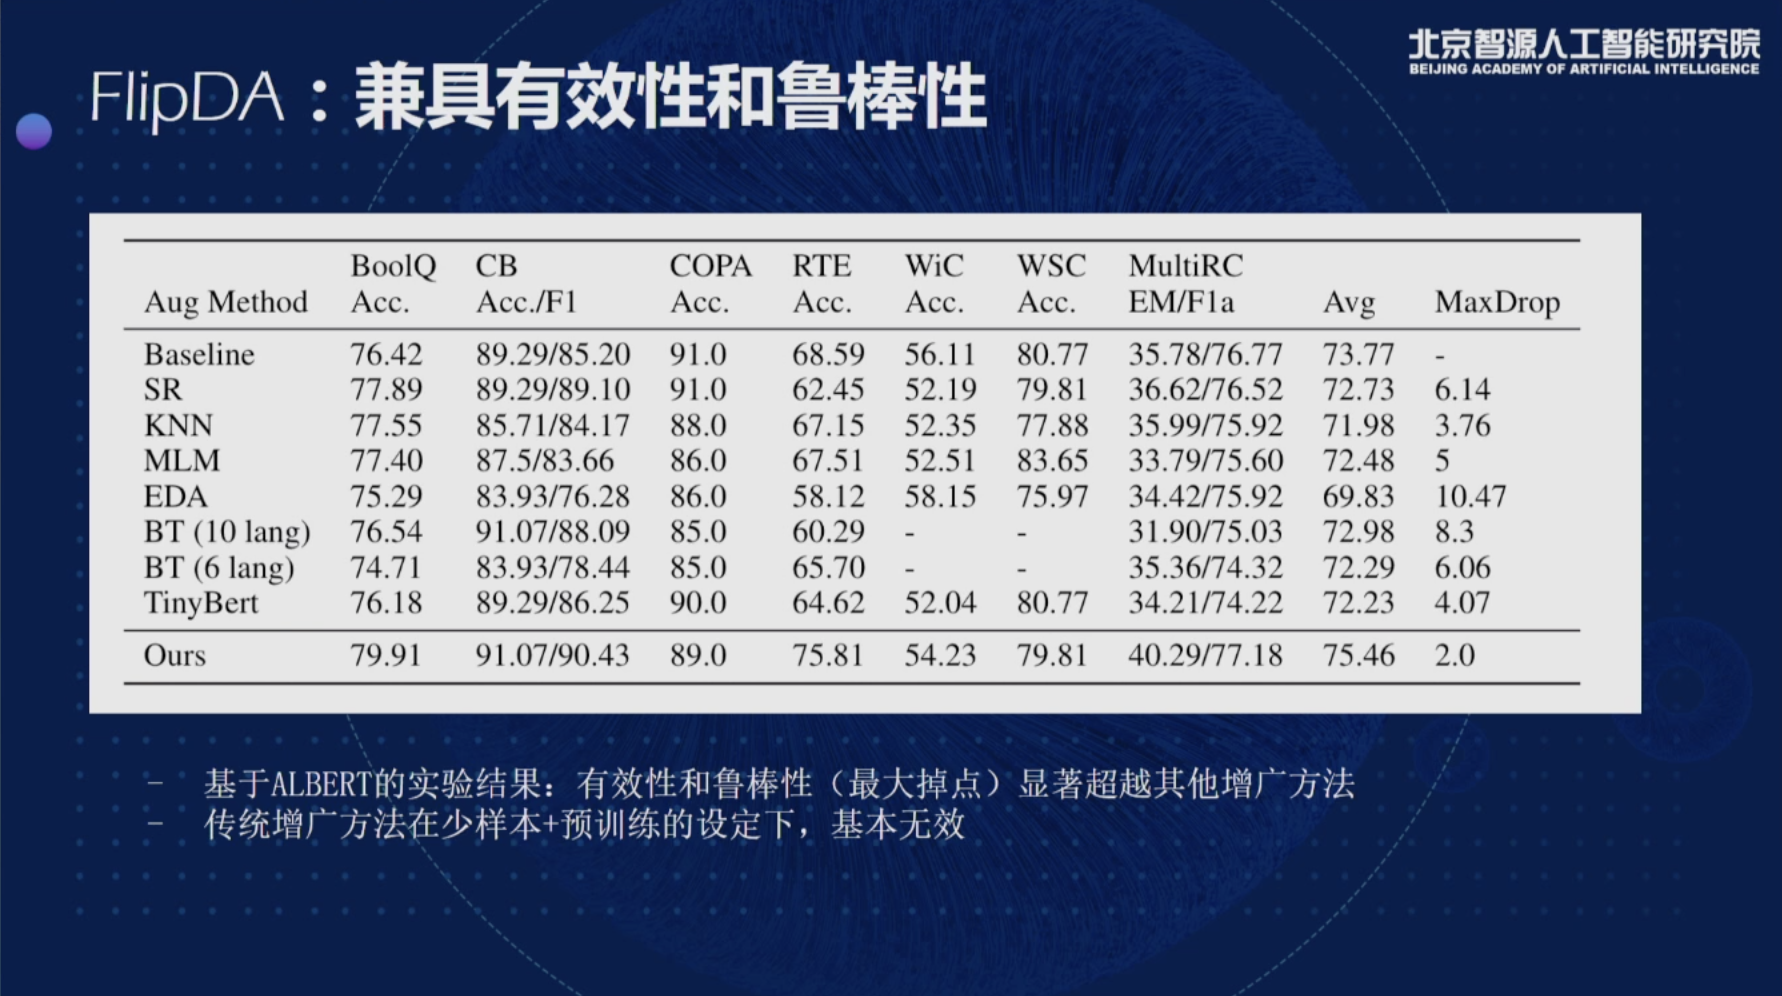 北京智源人工智能研究院
BEIJING ACADEMY OF ARTIFICIAL INTELLIGENCE
FlipDA：兼具有效性和鲁棒性
BoolQ CB COPA RTE WiC WSC MultiRC
Aug Method Acc. Acc./F1 Acc. Acc. Acc. Acc. EM/F1a Avg MaxDrop
Baseline 76.42 89.29/85.20 91.0 68.59 56.11 80.77 35.78/76.77 73.77 -
SR 77.89 89.29/89.10 91.0 62.45 52.19 79.81 36.62/76.52 72.73 6.14
KNN 77.55 85.71/84.17 88.0 67.15 52.35 77.88 35.99/75.92 71.98 3.76
MLM 77.40 87.5/83.66 86.0 67.51 52.51 83.65 33.79/75.60 72.48 5
EDA 75.29 83.93/76.28 86.0 58.12 58.15 75.97 34.42/75.92 69.83 10.47
BT (10 lang) 76.54 91.07/88.09 85.0 60.29 - - 31.90/75.03 72.98 8.3
BT (6 lang) 74.71 83.93/78.44 85.0 65.70 - - 35.36/74.32 72.29 6.06
TinyBert 76.18 89.29/86.25 90.0 64.62 52.04 80.77 34.21/74.22 72.23 4.07
Ours 79.91 91.07/90.43 89.0 75.81 54.23 79.81 40.29/77.18 75.46 2.0
- 基于ALBERT的实验结果：有效性和鲁棒性（最大掉点）显著超越其他增广方法
- 传统增广方法在少样本+预训练的设定下，基本无效